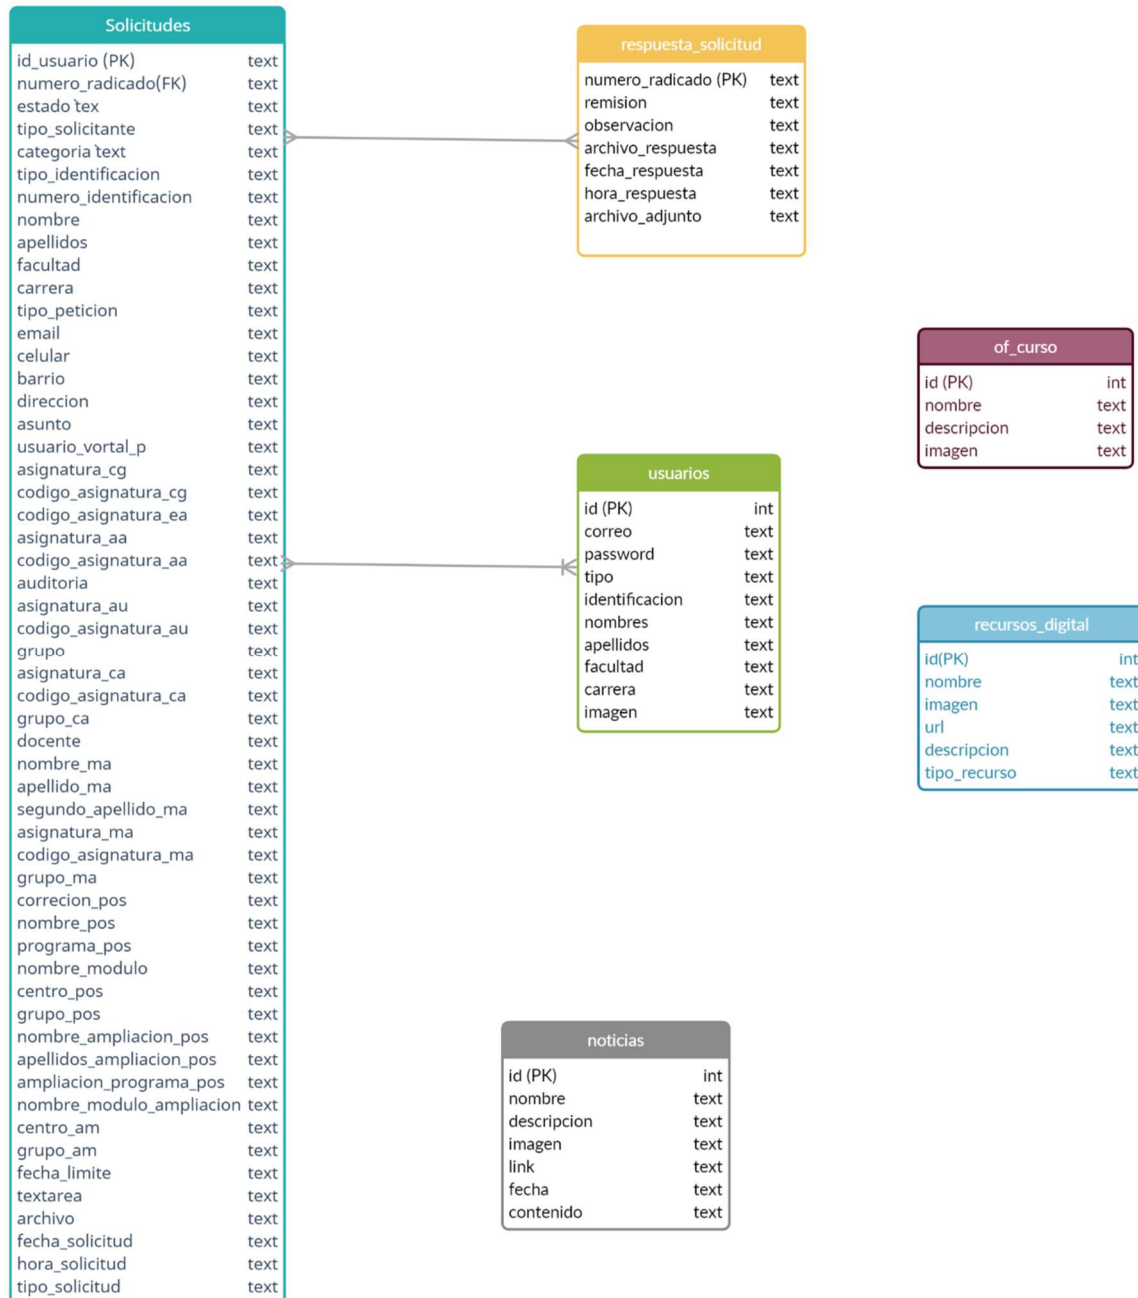 Solicitudes
id_usuario (PK) text
numero_radicado(FK) text
estado`tex text
tipo_solicitante text
categoria`text text
tipo_identificacion text
numero_identificacion text
nombre text
apellidos text
facultad text
carrera text
tipo_peticion text
email text
celular text
barrio text
direccion text
asunto text
usuario_vortal_p text
asignatura_cg text
codigo_asignatura_cg text
codigo_asignatura_ea text
asignatura_aa text
codigo_asignatura_aa text
auditoria text
asignatura_au text
codigo_asignatura_au text
grupo text
asignatura_ca text
codigo_asignatura_ca text
grupo_ca text
docente text
nombre_ma text
apellido_ma text
segundo_apellido_ma text
asignatura_ma text
codigo_asignatura_ma text
grupo_ma text
correcion_pos text
nombre_pos text
programa_pos text
nombre_modulo text
centro_pos text
grupo_pos text
nombre_ampliacion_pos text
apellidos_ampliacion_pos text
ampliacion_programa_pos text
nombre_modulo_ampliacion text
centro_am text
grupo_am text
fecha_limite text
textarea text
archivo text
fecha_solicitud text
hora_solicitud text
tipo_solicitud text
respuesta_solicitud
numero_radicado (PK) text
remision text
observacion text
archivo_respuesta text
fecha_respuesta text
hora_respuesta text
archivo_adjunto text
of_curso
id (PK) int
nombre text
descripcion text
imagen text
usuarios
id (PK) int
correo text
password text
tipo text
identificacion text
nombres text
apellidos text
facultad text
carrera text
imagen text
recursos_digital
id(PK) int
nombre text
imagen text
url text
descripcion text
tipo_recurso text
noticias
id (PK) int
nombre text
descripcion text
imagen text
link text
fecha text
contenido text